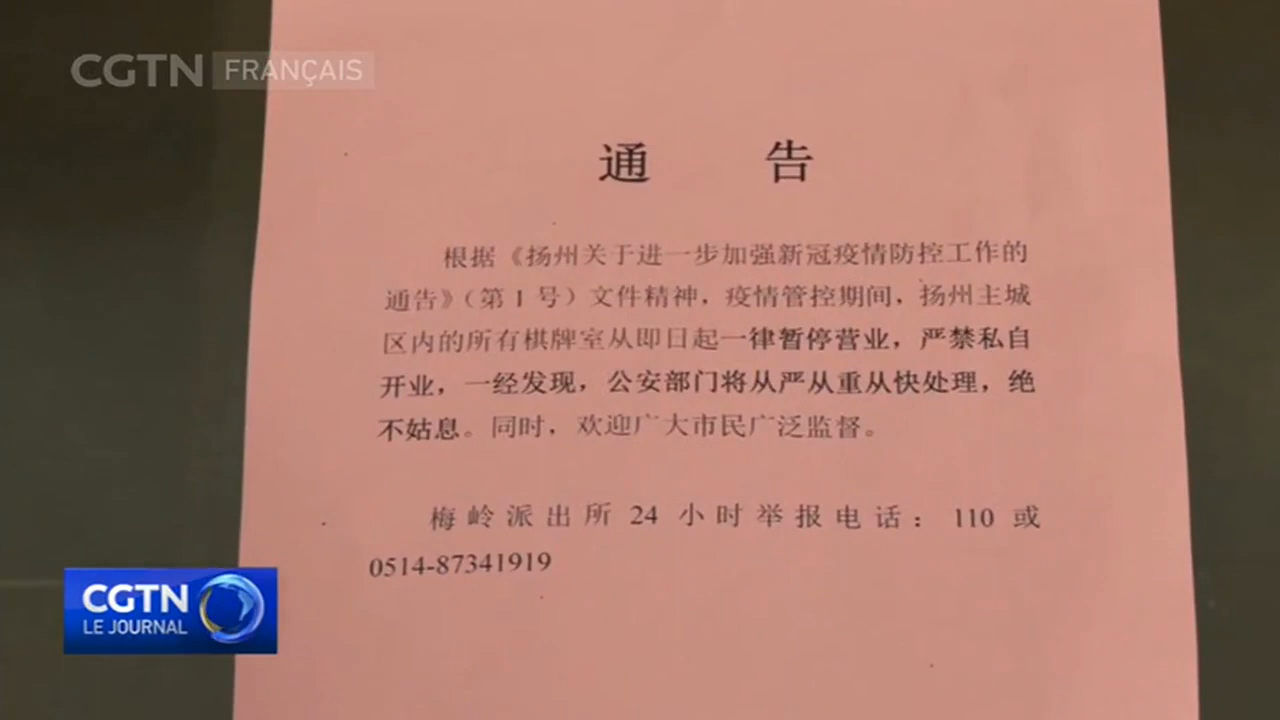 CGTN FRANÇAIS
通 告
根据《扬州关于进一步加强新冠疫情防控工作的
通告》(第1号)文件精神，疫情管控期间，扬州主城
区内的所有棋牌室从即日起一律暂停营业，严禁私自
开业，一经发现，公安部门将从严从重从快处理，绝
不姑息。同时，欢迎广大市民广泛监督。
梅岭派出所24小时举报电话：110或
0514-87341919
CGTN
LE JOURNAL